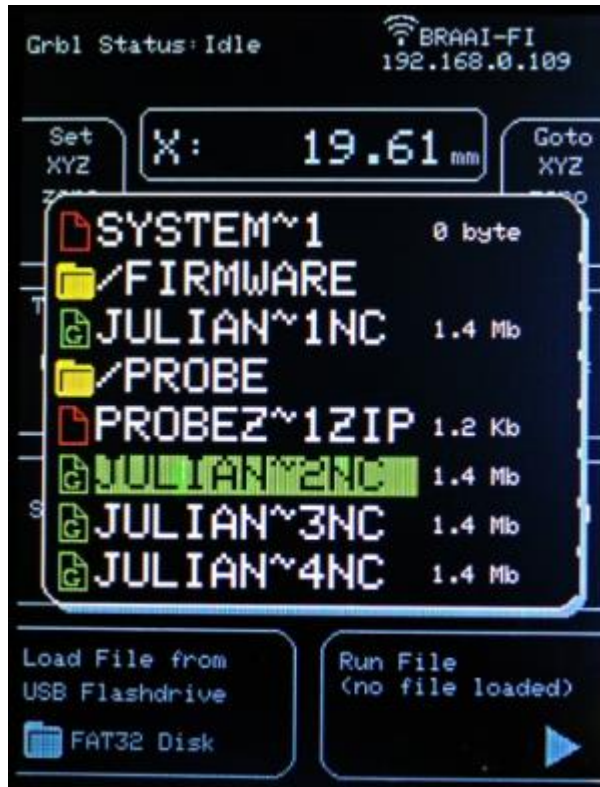 Grbl Status: Idle
BRAAI-FI
192.168.0.109
Set
XYZ
X: 19.61 mm
Goto
XYZ
SYSTEM~1 0 byte
/FIRMWARE
JULIAN~1NC 1.4 Mb
/PROBE
PROBEZ~1ZIP 1.2 Kb
JULIAN~2NC 1.4 Mb
JULIAN~3NC 1.4 Mb
JULIAN~4NC 1.4 Mb
Load File from
USB Flashdrive
FAT32 Disk
Run File
(no file loaded)